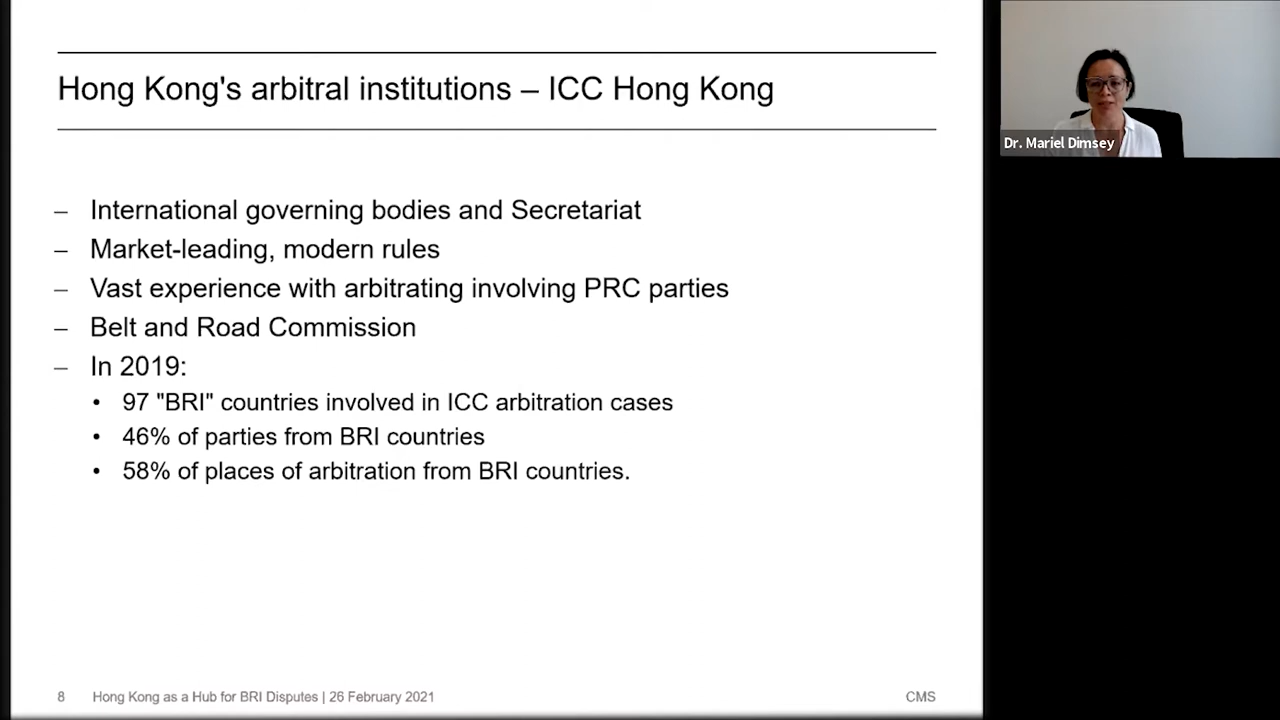 Hong Kong's arbitral institutions – ICC Hong Kong
– International governing bodies and Secretariat
– Market-leading, modern rules
– Vast experience with arbitrating involving PRC parties
– Belt and Road Commission
– In 2019:
• 97 "BRI" countries involved in ICC arbitration cases
• 46% of parties from BRI countries
• 58% of places of arbitration from BRI countries.
8 Hong Kong as a Hub for BRI Disputes | 26 February 2021 CMS
Dr. Mariel Dimsey